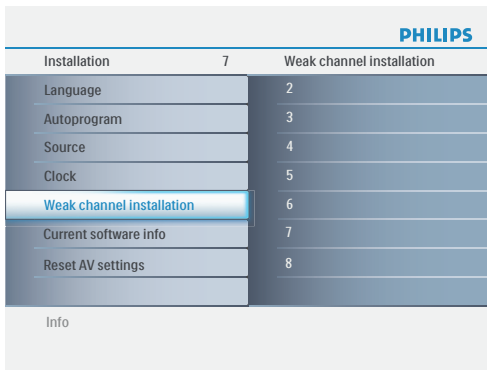 PHILIPS
Installation 7 Weak channel installation
Language 2
Autoprogram 3
Source 4
Clock 5
Weak channel installation 6
Current software info 7
Reset AV settings 8
Info